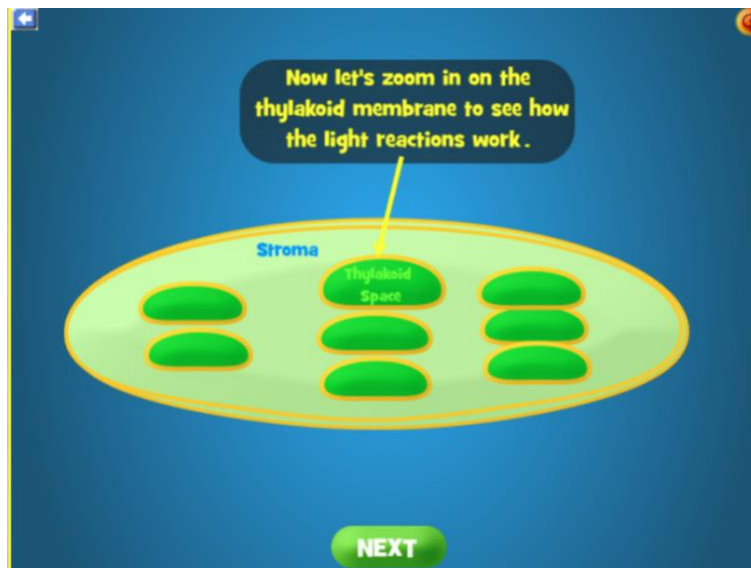 Now let's zoom in on the
thylakoid membrane to see how
the light reactions work.
Stroma
Thylakoid
Space
NEXT